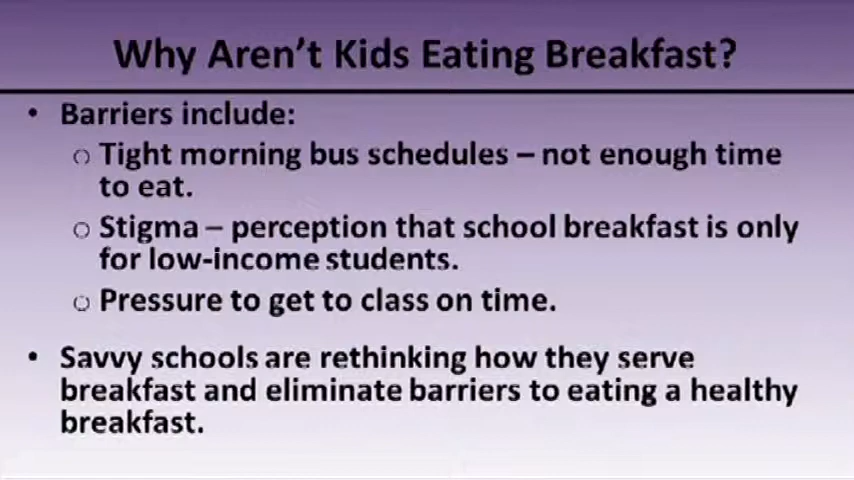 Why Aren't Kids Eating Breakfast?
• Barriers include:
○ Tight morning bus schedules – not enough time
to eat.
○ Stigma – perception that school breakfast is only
for low-income students.
○ Pressure to get to class on time.
• Savvy schools are rethinking how they serve
breakfast and eliminate barriers to eating a healthy
breakfast.